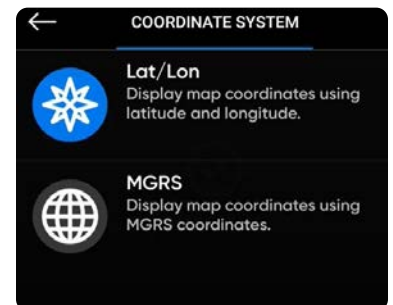 COORDINATE SYSTEM
Lat/Lon
Display map coordinates using
latitude and longitude.
MGRS
Display map coordinates using
MGRS coordinates.